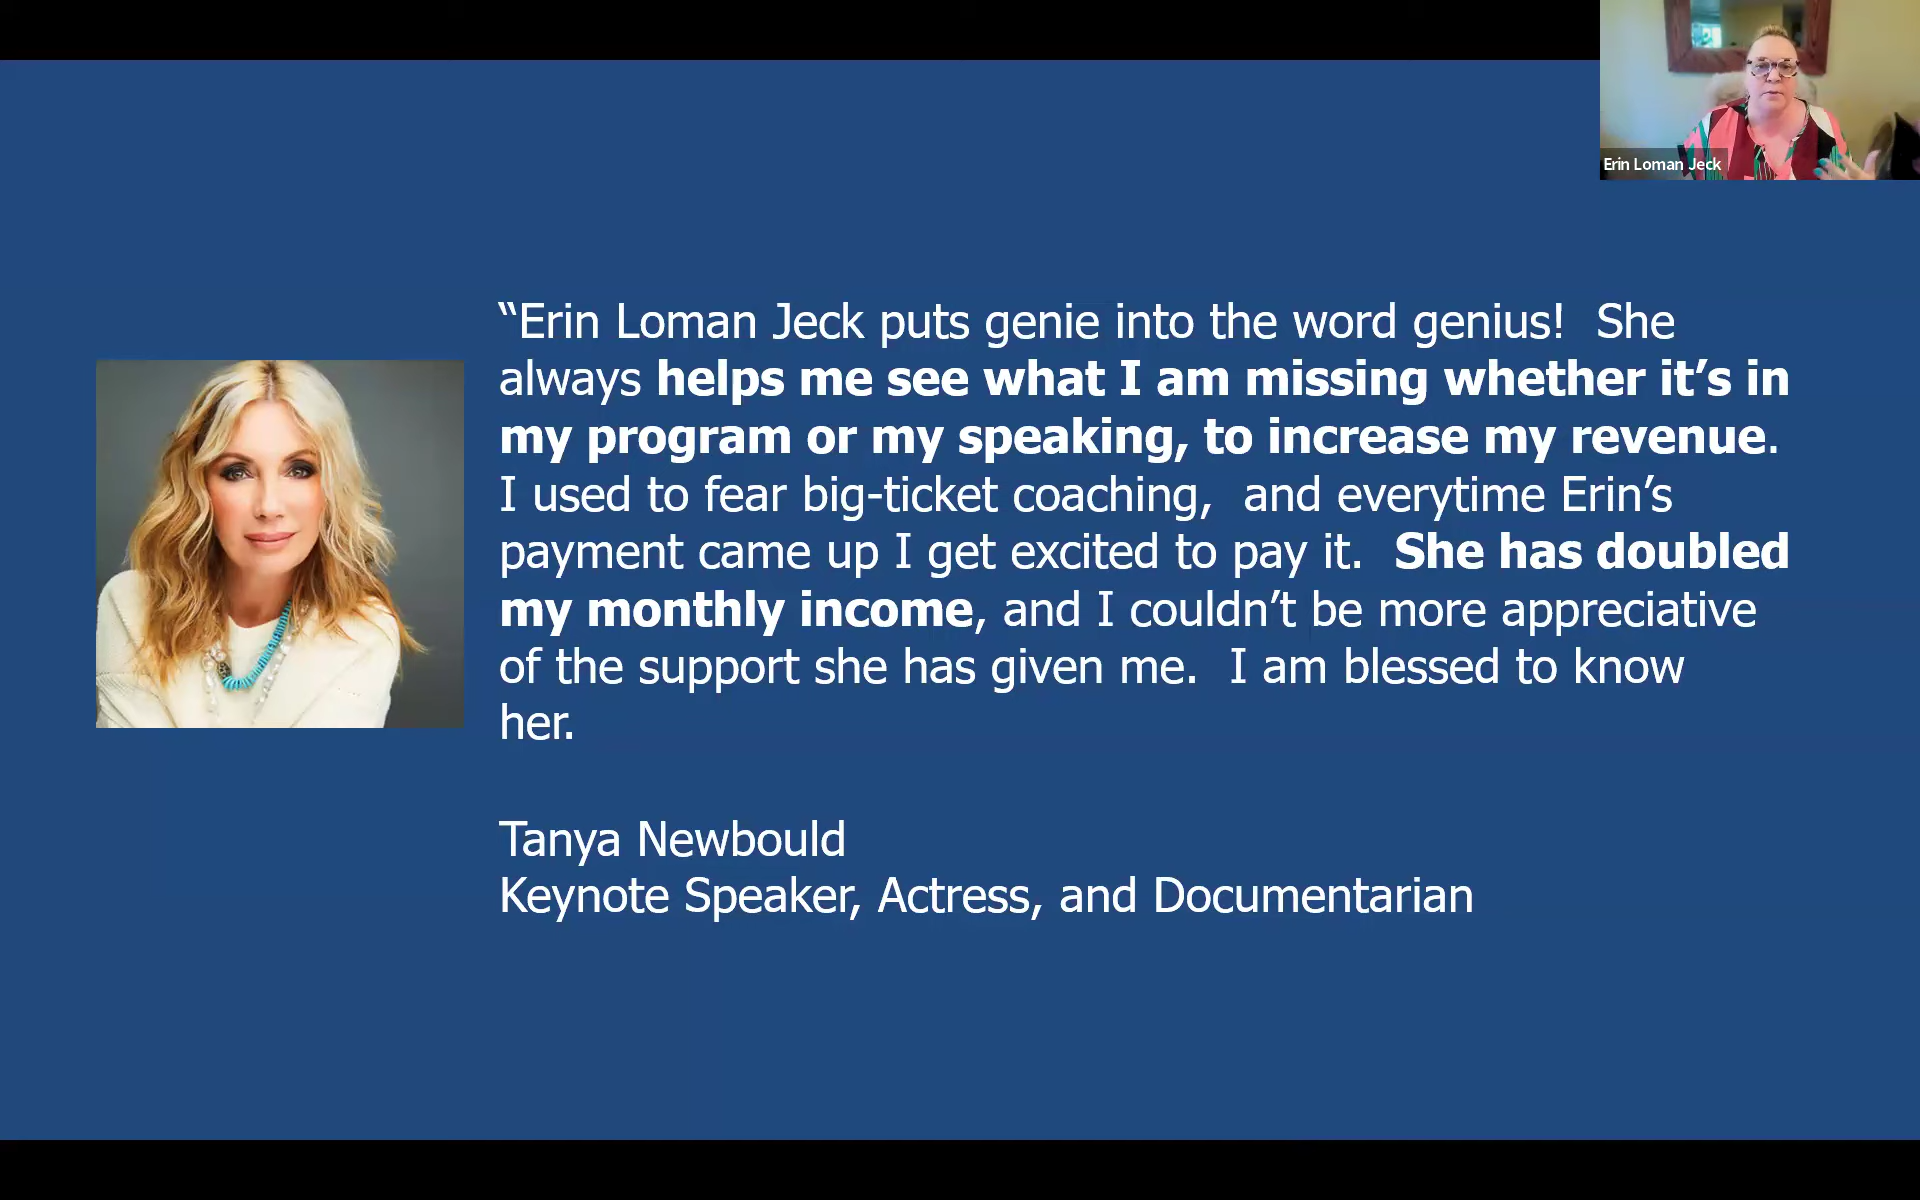 Erin Loman Jeck
“Erin Loman Jeck puts genie into the word genius!  She
always helps me see what I am missing whether it’s in
my program or my speaking, to increase my revenue.
I used to fear big-ticket coaching,  and everytime Erin’s
payment came up I get excited to pay it.  She has doubled
my monthly income, and I couldn’t be more appreciative
of the support she has given me.  I am blessed to know
her.
Tanya Newbould
Keynote Speaker, Actress, and Documentarian